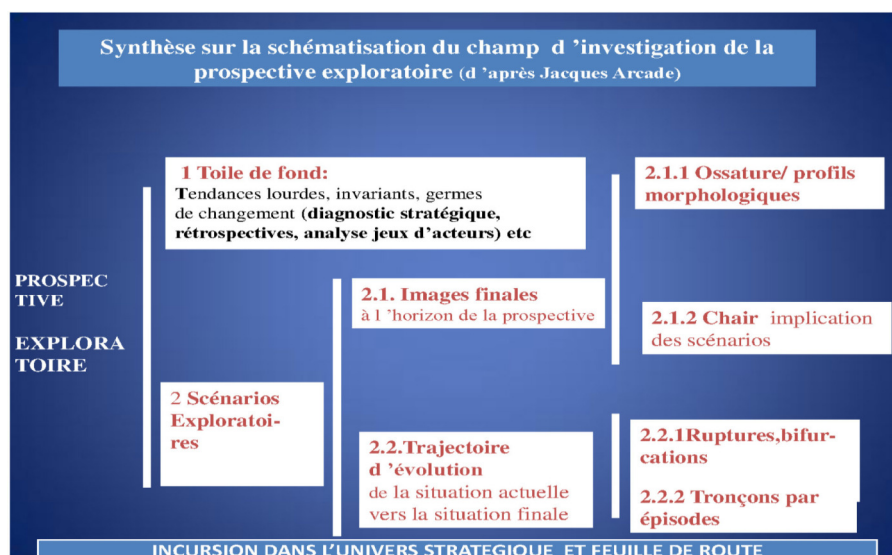 Synthèse sur la schématisation du champ d ’investigation de la
prospective exploratoire (d ’après Jacques Arcade)
1 Toile de fond:
Tendances lourdes, invariants, germes
de changement (diagnostic stratégique,
rétrospectives, analyse jeux d’acteurs) etc
2.1.1 Ossature/ profils
morphologiques
PROSPEC
TIVE
EXPLORA
TOIRE
2.1. Images finales
à l ’horizon de la prospective
2.1.2 Chair implication
des scénarios
2 Scénarios
Exploratoi-
res
2.2.Trajectoire
d ’évolution
de la situation actuelle
vers la situation finale
2.2.1Ruptures,bifur-
cations
2.2.2 Tronçons par
épisodes
INCURSION DANS L’UNIVERS STRATEGIQUE ET FEUILLE DE ROUTE